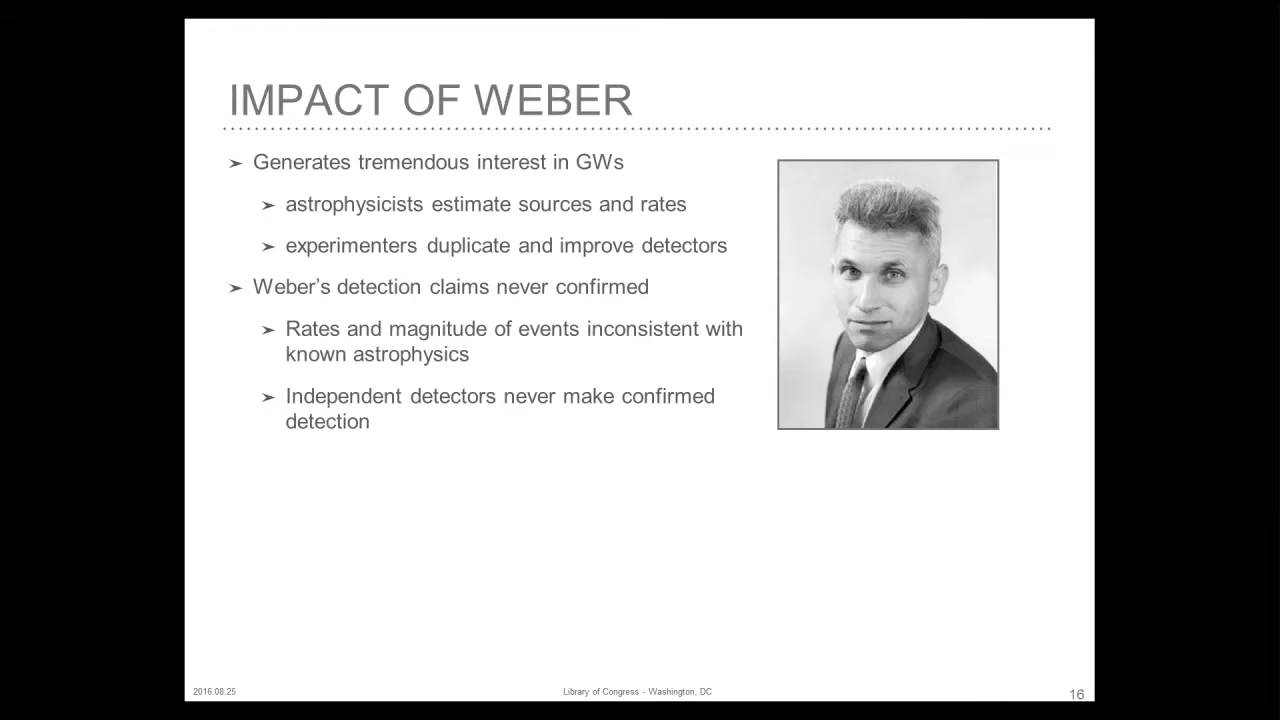 IMPACT OF WEBER
➢ Generates tremendous interest in GWs
➢ astrophysicists estimate sources and rates
➢ experimenters duplicate and improve detectors
➢ Weber’s detection claims never confirmed
➢ Rates and magnitude of events inconsistent with
known astrophysics
➢ Independent detectors never make confirmed
detection
2016.08.25
Library of Congress - Washington, DC
16